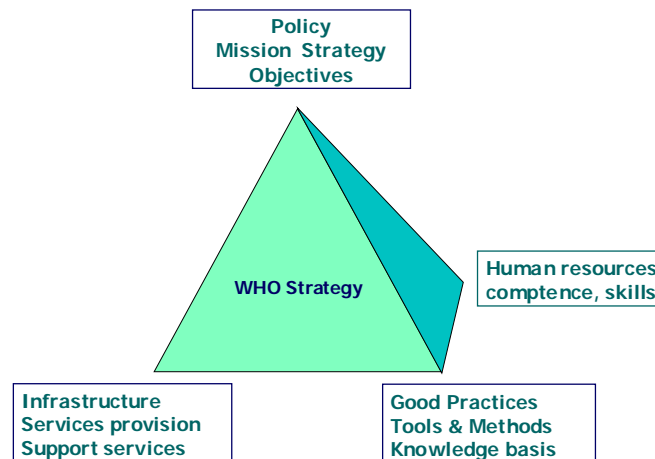 Policy
Mission Strategy
Objectives
WHO Strategy
Human resources
comptence, skills
Infrastructure
Services provision
Support services
Good Practices
Tools & Methods
Knowledge basis